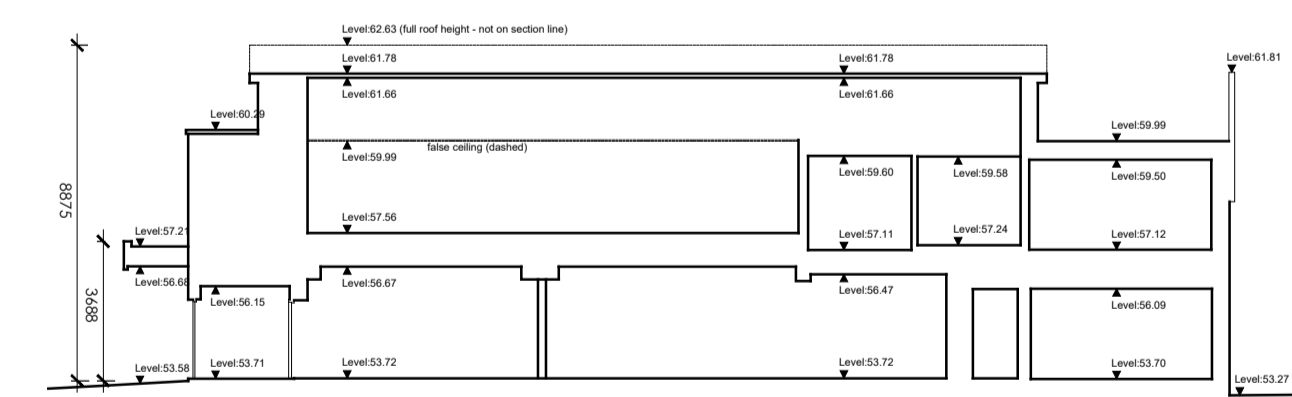 Level:62.63 (full roof height - not on section line)
Level:61.78
Level:61.78
Level:61.81
Level:61.66
Level:61.66
Level:60.29
Level:59.99
false ceiling (dashed)
Level:59.99
Level:59.60
Level:59.58
Level:59.50
8875
Level:57.56
Level:57.21
Level:57.11
Level:57.24
Level:57.12
Level:56.68
Level:56.67
3688
Level:56.15
Level:56.47
Level:56.09
Level:53.58
Level:53.71
Level:53.72
Level:53.72
Level:53.70
Level:53.27